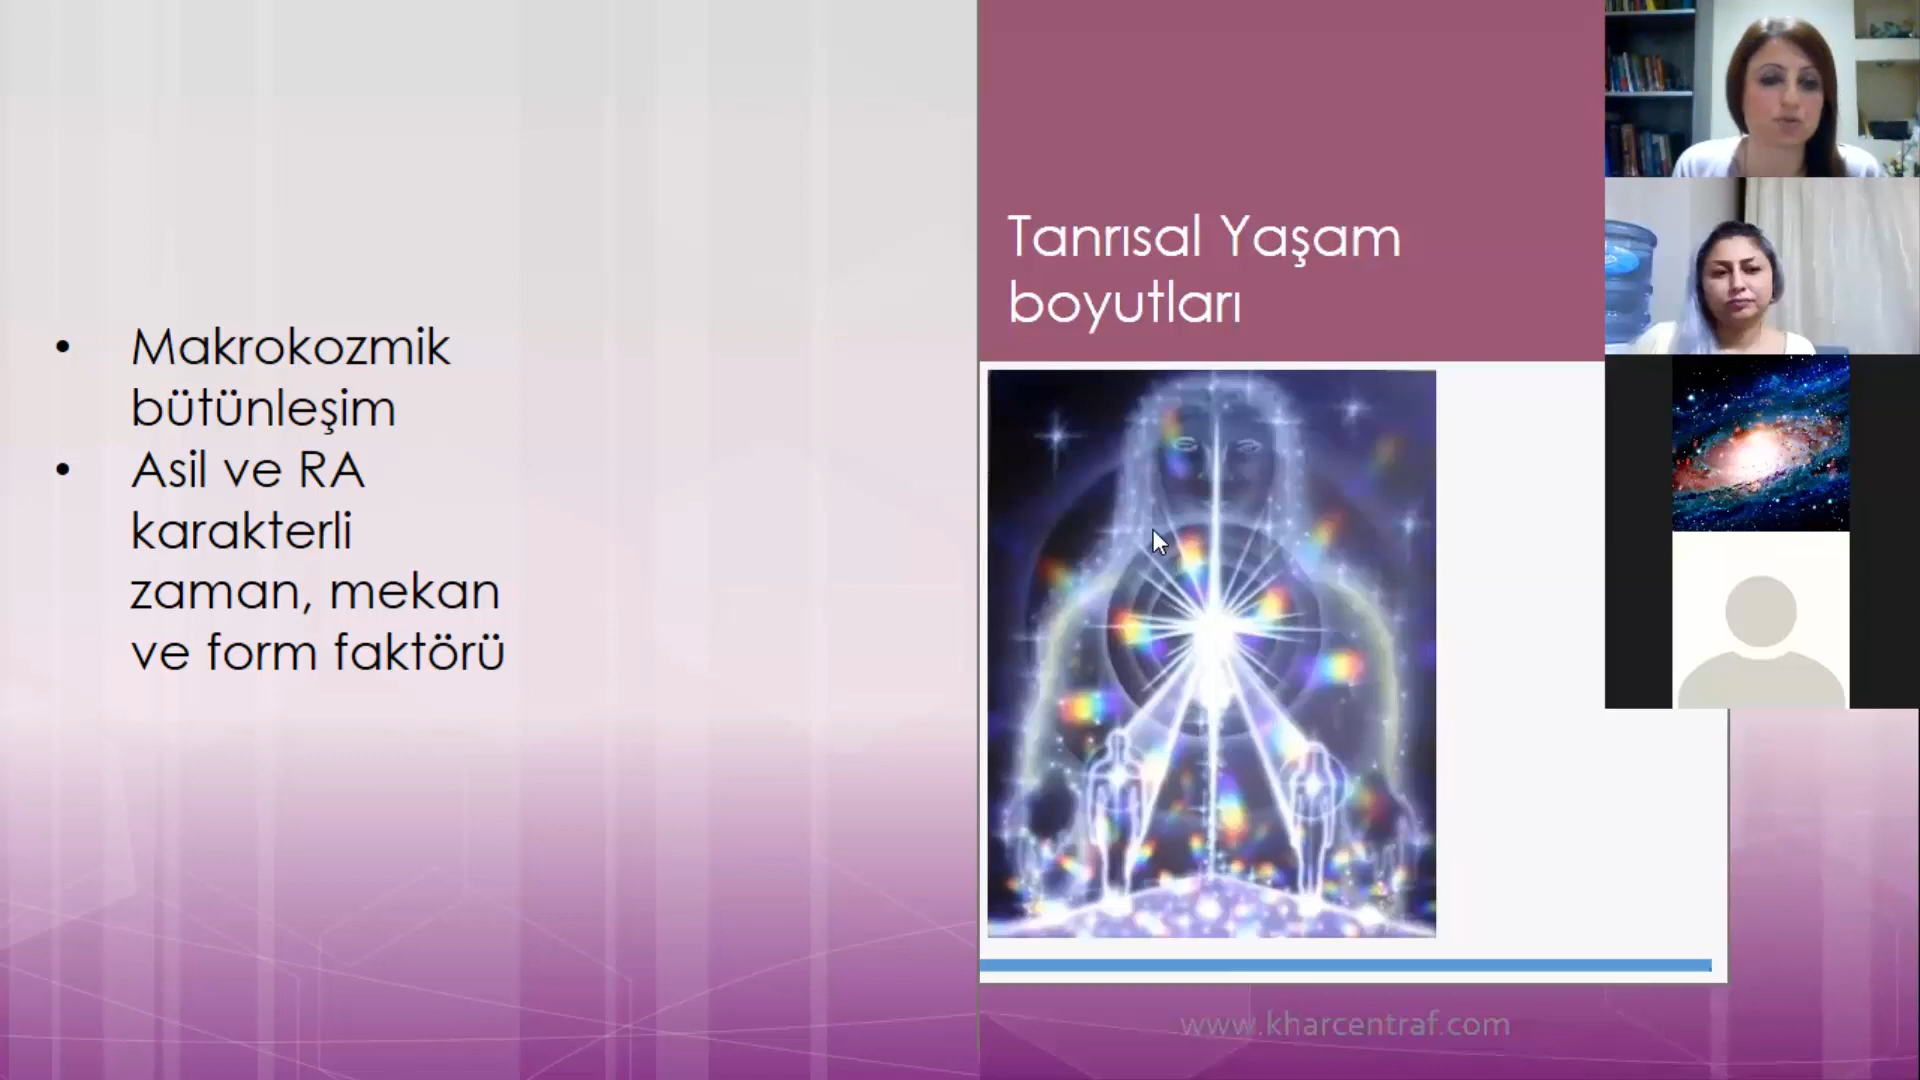 • Makrokozmik
bütünleşim
• Asil ve RA
karakterli
zaman, mekan
ve form faktörü
Tanrısal Yaşam
boyutları
www.kharcentraf.com